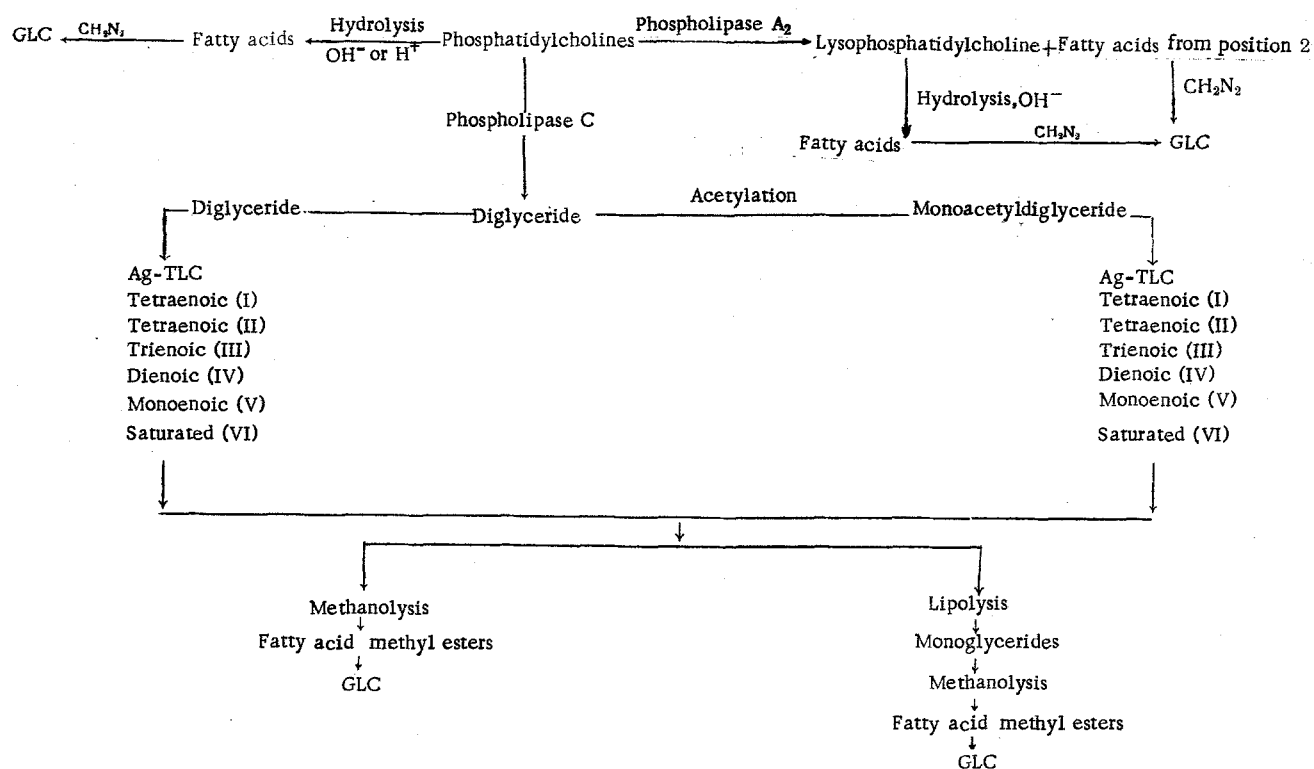 GLC CH₂N₂ Fatty acids Hydrolysis OH⁻ or H⁺ Phosphatidylcholines Phospholipase A₂ Lysophosphatidylcholine+Fatty acids from position 2
Hydrolysis,OH⁻ CH₂N₂
Phospholipase C
Fatty acids CH₂N₂ GLC
Diglyceride Diglyceride Acetylation Monoacetyldiglyceride
Ag-TLC Ag-TLC
Tetraenoic (I) Tetraenoic (I)
Tetraenoic (II) Tetraenoic (II)
Trienoic (III) Trienoic (III)
Dienoic (IV) Dienoic (IV)
Monoenoic (V) Monoenoic (V)
Saturated (VI) Saturated (VI)
Methanolysis Lipolysis
Fatty acid methyl esters Monoglycerides
GLC Methanolysis
Fatty acid methyl esters
GLC